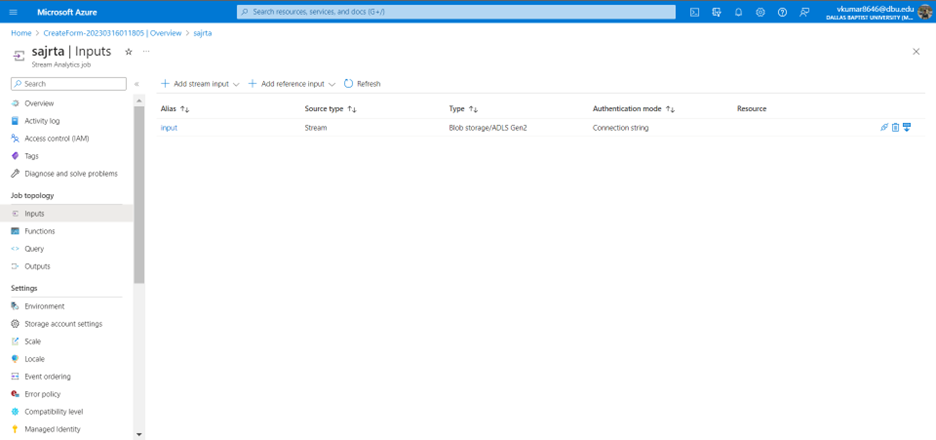 Microsoft Azure
Search resources, services, and docs (G+/)
vkumar8646@dbu.edu
DALLAS BAPTIST UNIVERSITY (M...
Home > CreateForm-20230316011805 | Overview > sajrta
sajrta | Inputs
Stream Analytics job
Search
Overview
Activity log
Access control (IAM)
Tags
Diagnose and solve problems
Job topology
Inputs
Functions
Query
Outputs
Settings
Environment
Storage account settings
Scale
Locale
Event ordering
Error policy
Compatibility level
Managed Identity
Add stream input Add reference input Refresh
Alias Source type Type Authentication mode Resource
input Stream Blob storage/ADLS Gen2 Connection string